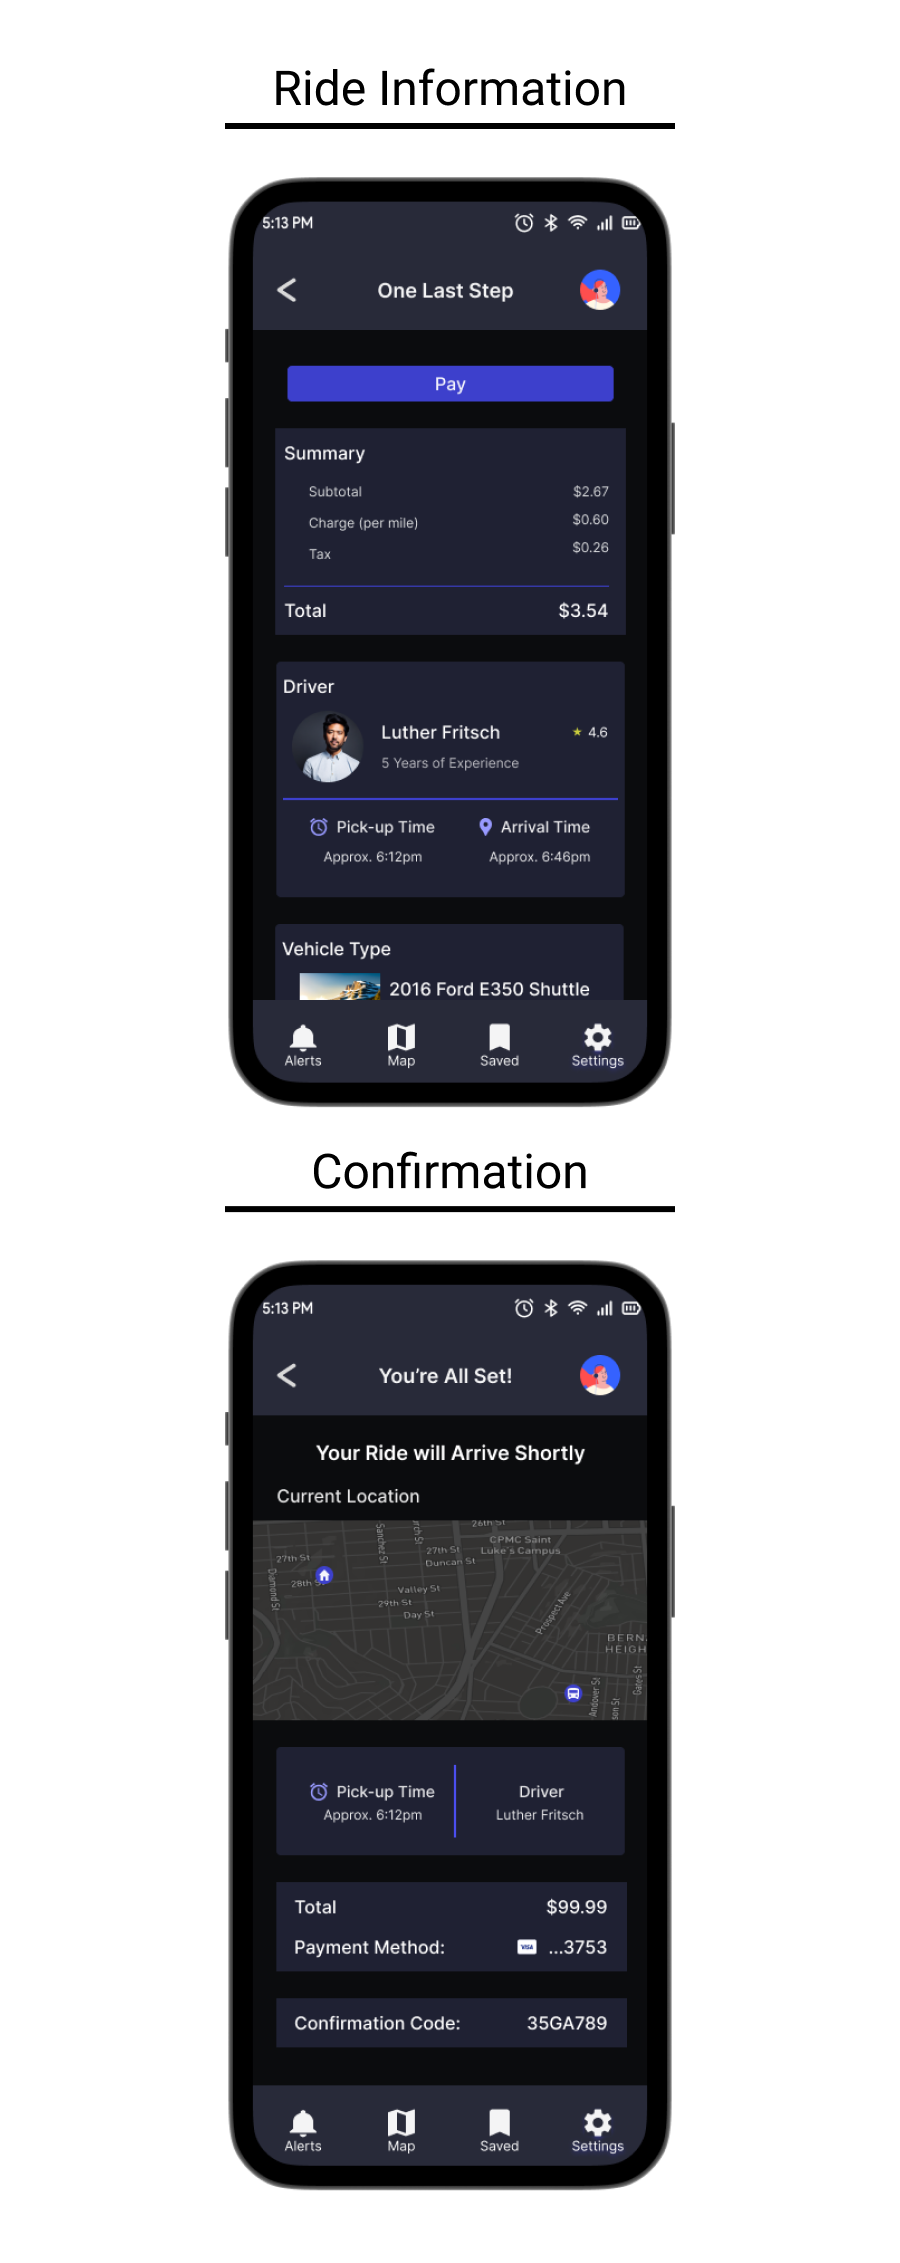 Ride Information
5:13 PM
One Last Step
Pay
Summary
Subtotal $2.67
Charge (per mile) $0.60
Tax $0.26
Total $3.54
Driver
Luther Fritsch ★ 4.6
5 Years of Experience
Pick-up Time Arrival Time
Approx. 6:12pm Approx. 6:46pm
Vehicle Type
2016 Ford E350 Shuttle
Alerts Map Saved Settings
Confirmation
5:13 PM
You’re All Set!
Your Ride will Arrive Shortly
Current Location
26th St
Sanchez St
rch St
CPMC Saint
Luke's Campus
27th St
Duncan St
27th St
28th S
Diamond St
Valley St
29th St
Day St
Prospect Ave
BERN
HEIGH
Andover St
son St
Gates St
Pick-up Time Driver
Approx. 6:12pm Luther Fritsch
Total $99.99
Payment Method: VISA ...3753
Confirmation Code: 35GA789
Alerts Map Saved Settings